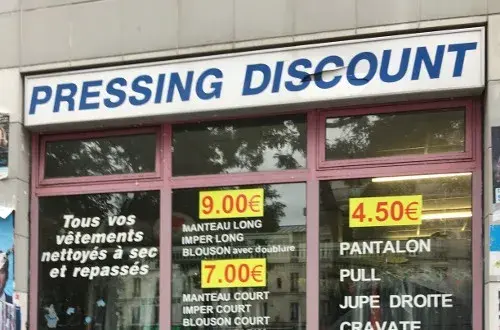 PRESSING DISCOUNT
Tous vos
vêtements
nettoyés à sec
et repassés
9.00€
MANTEAU LONG
IMPER LONG
BLOUSON avec doublure
7.00€
MANTEAU COURT
IMPER COURT
BLOUSON COURT
4.50€
PANTALON
PULL
JUPE DROITE
CRAVATE